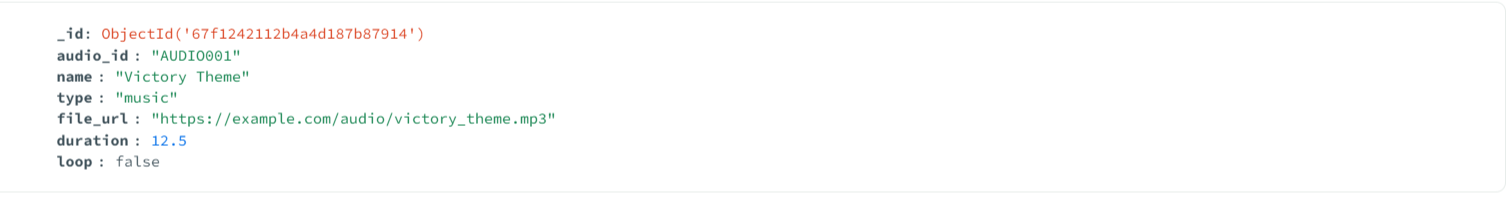 _id: ObjectId('67f1242112b4a4d187b87914')
audio_id : "AUDIO001"
name : "Victory Theme"
type : "music"
file_url : "https://example.com/audio/victory_theme.mp3"
duration : 12.5
loop : false